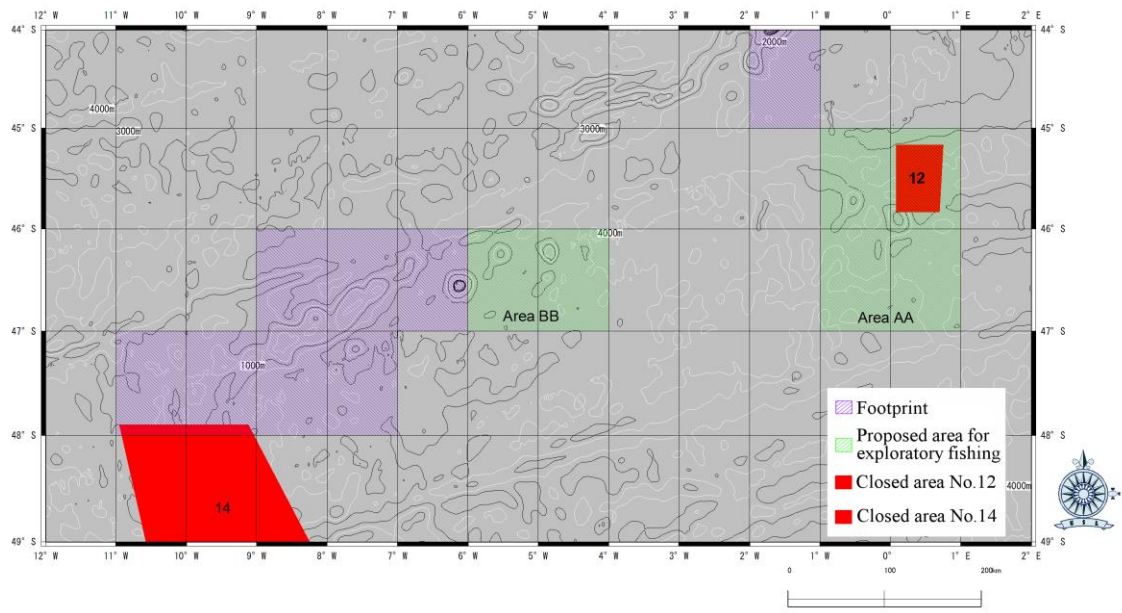 12° W 11° W 10° W 9° W 8° W 7° W 6° W 5° W 4° W 3° W 2° W 1° W 0° 1° E 2° E
44° S 44° S
2000m
4000m
3000m 3000m
45° S 45° S
12
46° S 46° S
4000m
Area BB Area AA
47° S 47° S
1000m
Footprint
Proposed area for
exploratory fishing
48° S 48° S
Closed area No.12
4000m
14 Closed area No.14
49° S 49° S
12° W 11° W 10° W 9° W 8° W 7° W 6° W 5° W 4° W 3° W 2° W 1° W 0° 1° E 2° E
0 100 200km